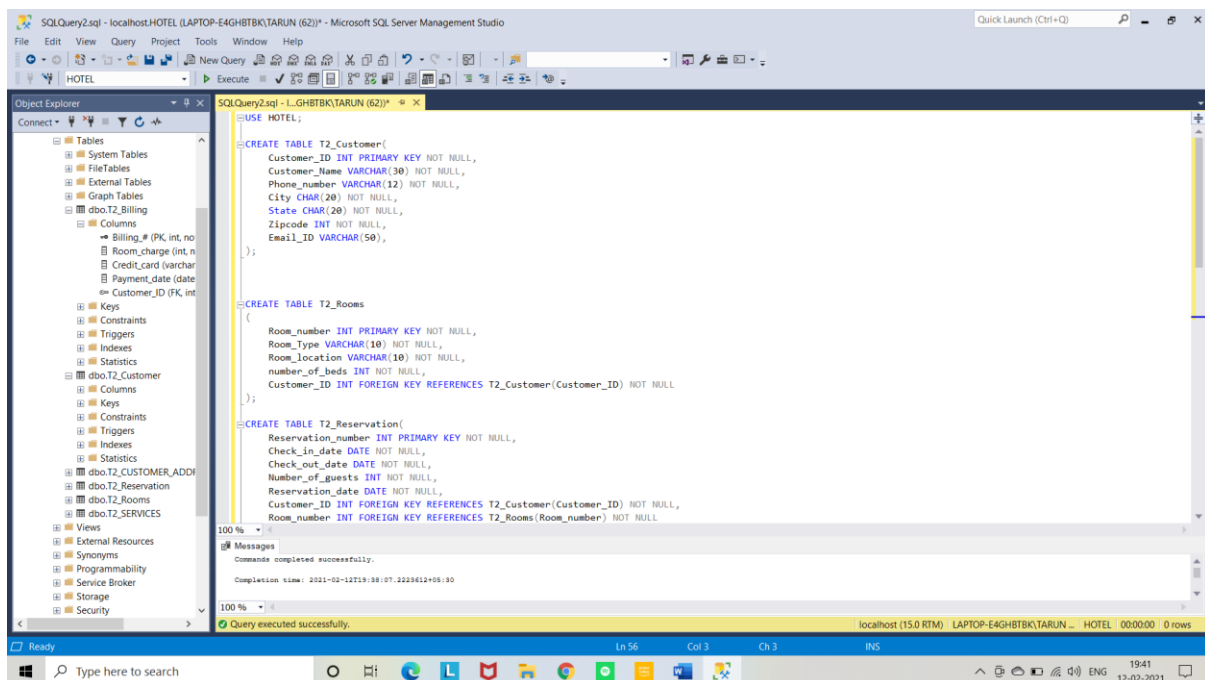 SQLQuery2.sql - localhost.HOTEL (LAPTOP-E4GHBTBK\TARUN (62))* - Microsoft SQL Server Management Studio
Quick Launch (Ctrl+Q)
File Edit View Query Project Tools Window Help
New Query
HOTEL
Execute
Object Explorer
SQLQuery2.sql - l...GHBTBK\TARUN (62))*
Connect
Tables
System Tables
FileTables
External Tables
Graph Tables
dbo.T2_Billing
Columns
Billing_# (PK, int, no
Room_charge (int, n
Credit_card (varchar
Payment_date (date
Customer_ID (FK, int
Keys
Constraints
Triggers
Indexes
Statistics
dbo.T2_Customer
Columns
Keys
Constraints
Triggers
Indexes
Statistics
dbo.T2_CUSTOMER_ADDR
dbo.T2_Reservation
dbo.T2_Rooms
dbo.T2_SERVICES
Views
External Resources
Synonyms
Programmability
Service Broker
Storage
Security
USE HOTEL;
CREATE TABLE T2_Customer(
Customer_ID INT PRIMARY KEY NOT NULL,
Customer_Name VARCHAR(30) NOT NULL,
Phone_number VARCHAR(12) NOT NULL,
City CHAR(20) NOT NULL,
State CHAR(20) NOT NULL,
Zipcode INT NOT NULL,
Email_ID VARCHAR(50),
);
CREATE TABLE T2_Rooms
(
Room_number INT PRIMARY KEY NOT NULL,
Room_Type VARCHAR(10) NOT NULL,
Room_location VARCHAR(10) NOT NULL,
number_of_beds INT NOT NULL,
Customer_ID INT FOREIGN KEY REFERENCES T2_Customer(Customer_ID) NOT NULL
);
CREATE TABLE T2_Reservation(
Reservation_number INT PRIMARY KEY NOT NULL,
Check_in_date DATE NOT NULL,
Check_out_date DATE NOT NULL,
Number_of_guests INT NOT NULL,
Reservation_date DATE NOT NULL,
Customer_ID INT FOREIGN KEY REFERENCES T2_Customer(Customer_ID) NOT NULL,
Room_number INT FOREIGN KEY REFERENCES T2_Rooms(Room_number) NOT NULL
100 %
Messages
Commands completed successfully.
Completion time: 2021-02-12T19:38:07.2223612+05:30
100 %
Query executed successfully.
localhost (15.0 RTM) LAPTOP-E4GHBTBK\TARUN ... HOTEL 00:00:00 0 rows
Ready Ln 56 Col 3 Ch 3 INS
Type here to search
ENG
19:41
12-02-2021